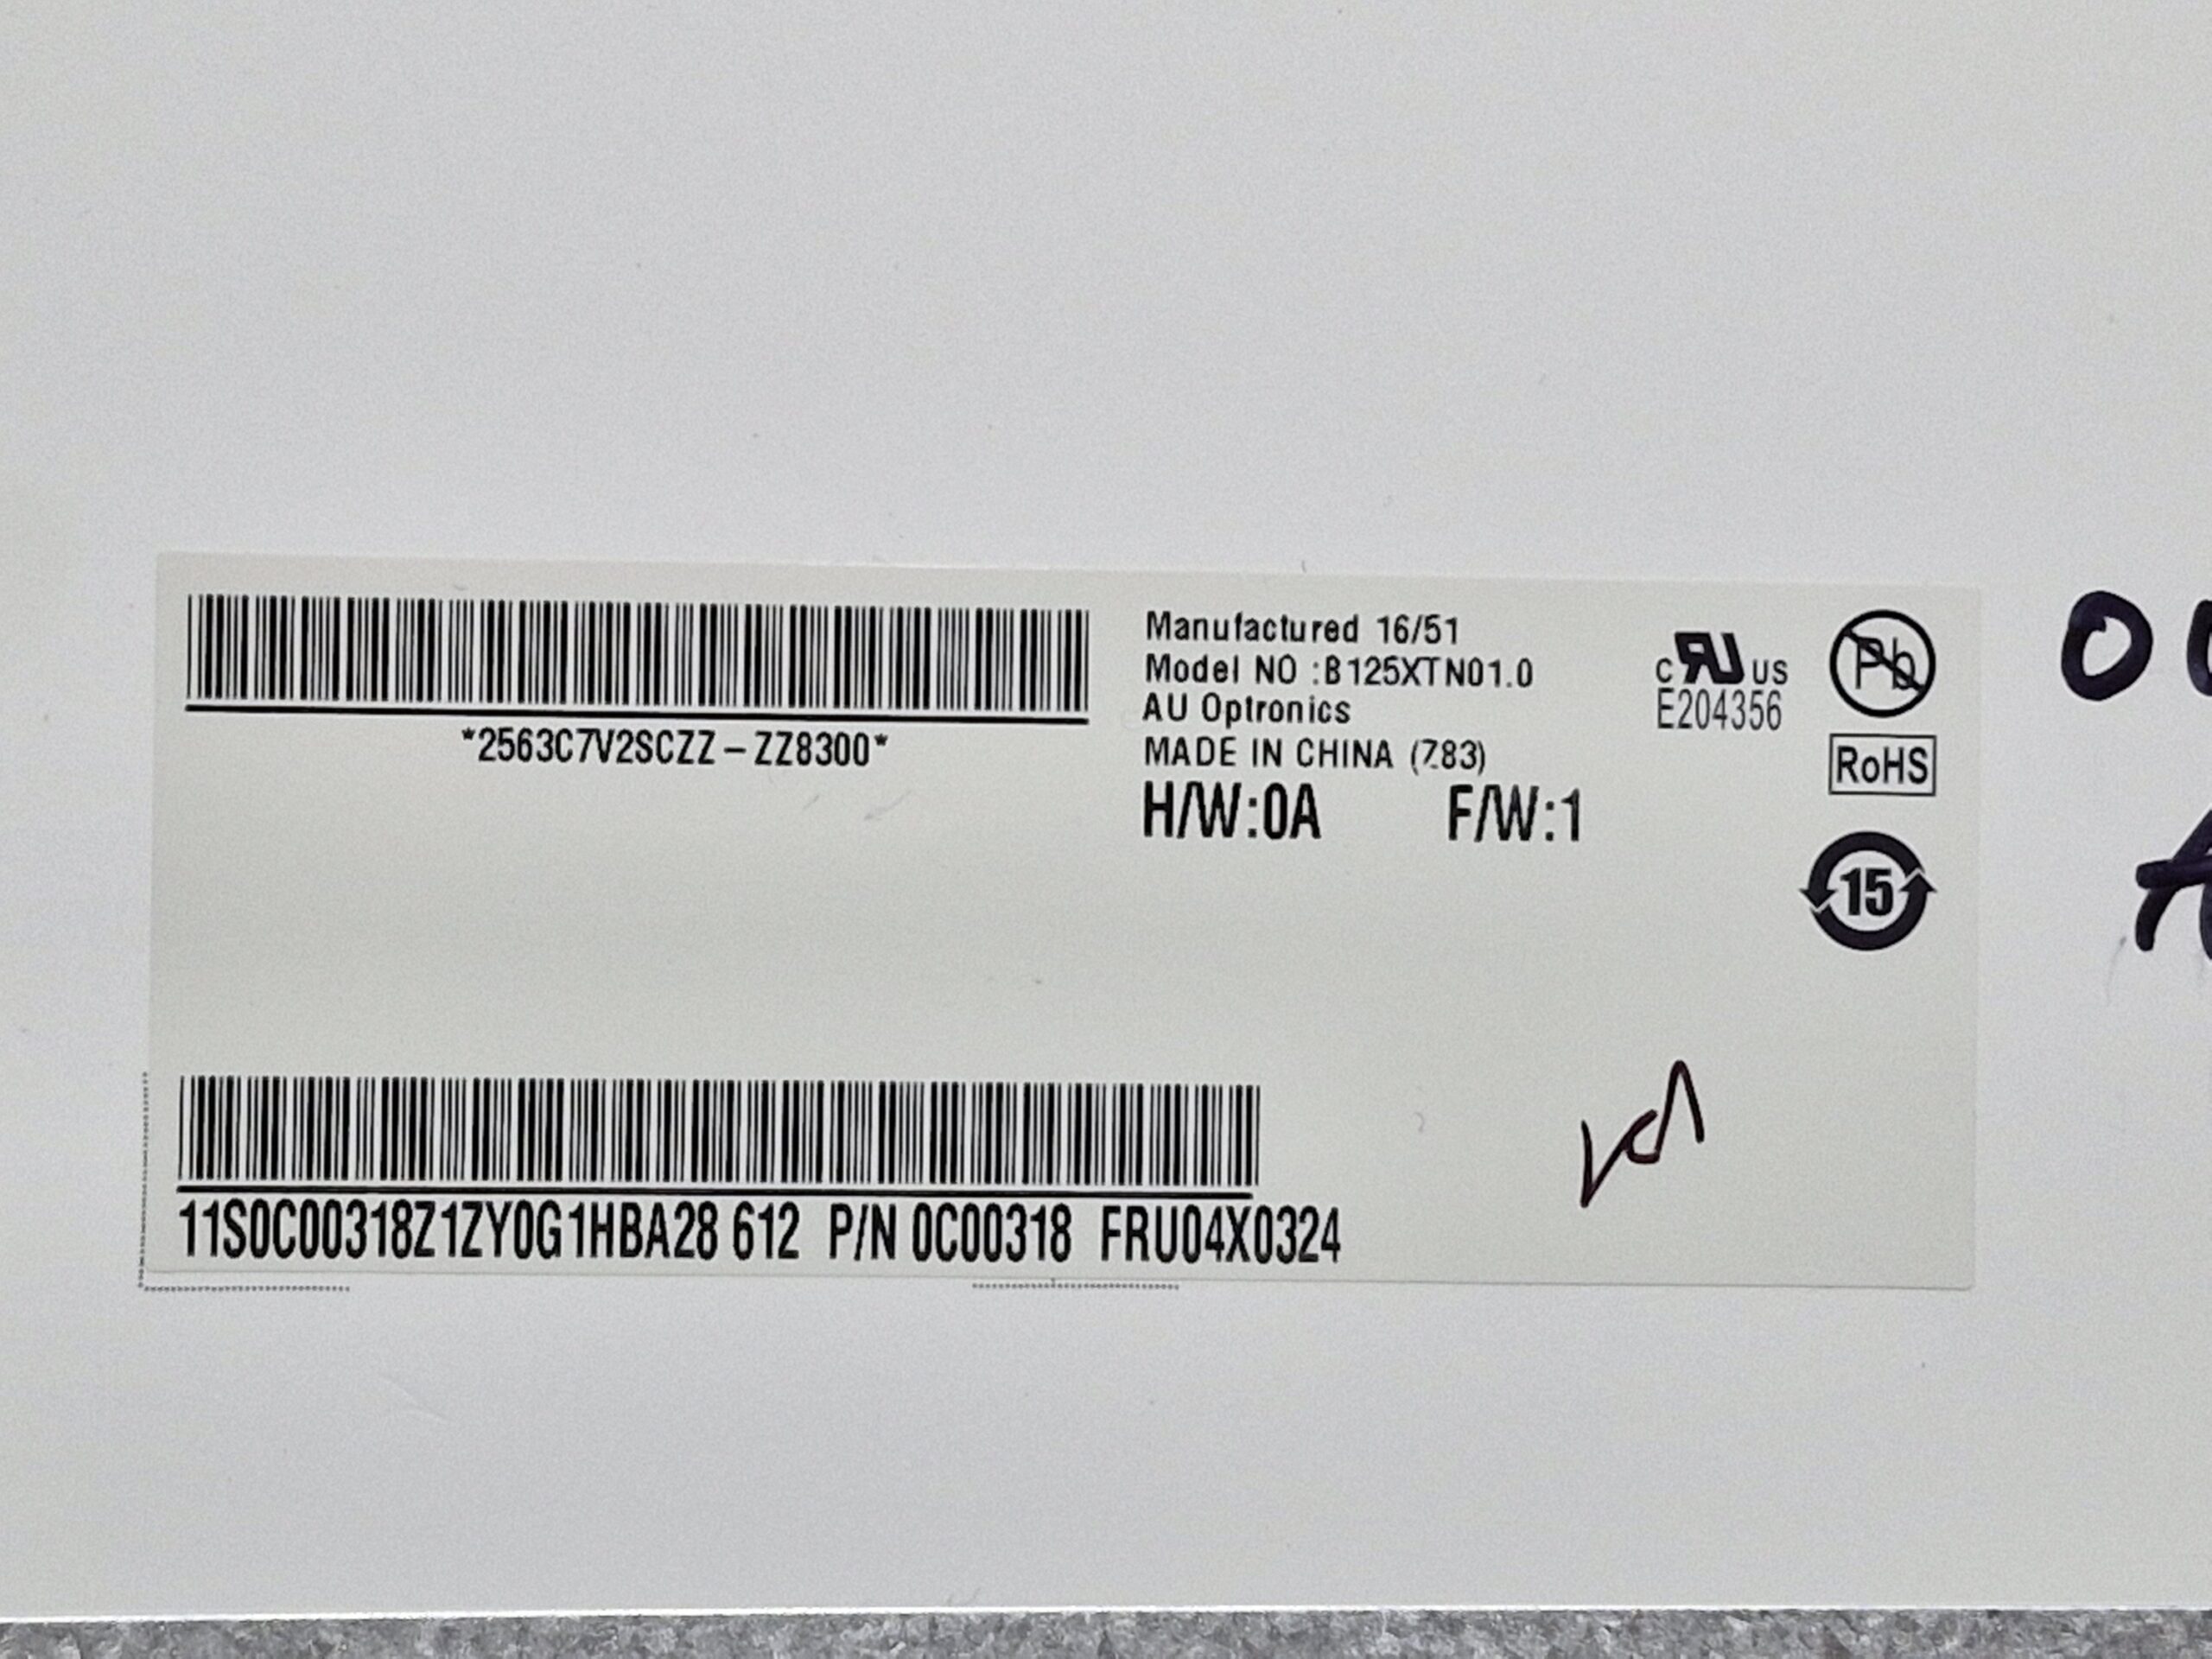 *2563C7V2SCZZ-ZZ8300*
Manufactured 16/51
Model NO :B125XTN01.0
AU Optronics
MADE IN CHINA (Z83)
H/W:0A F/W:1
c RU US
E204356
Pb
RoHS
15
11S0C00318Z1ZY0G1HBA28 612 P/N 0C00318 FRU04X0324